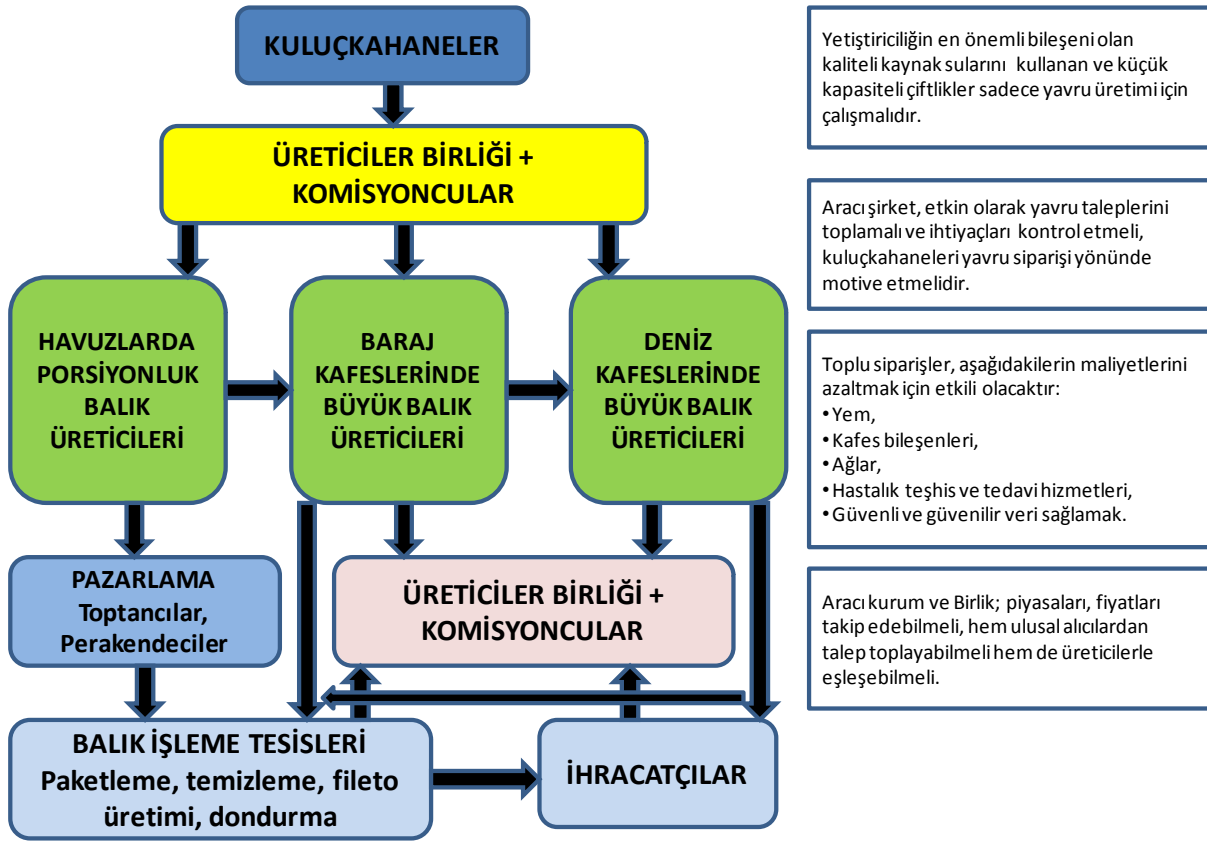 KULUÇKAHANELER
ÜRETİCİLER BİRLİĞİ +
KOMİSYONCULAR
HAVUZLARDA
PORSİYONLUK
BALIK
ÜRETİCİLERİ
BARAJ
KAFESLERİNDE
BÜYÜK BALIK
ÜRETİCİLERİ
DENİZ
KAFESLERİNDE
BÜYÜK BALIK
ÜRETİCİLERİ
PAZARLAMA
Toptancılar,
Perakendeciler
ÜRETİCİLER BİRLİĞİ +
KOMİSYONCULAR
BALIK İŞLEME TESİSLERİ
Paketleme, temizleme, fileto
üretimi, dondurma
İHRACATÇILAR
Yetiştiriciliğin en önemli bileşeni olan
kaliteli kaynak sularını kullanan ve küçük
kapasiteli çiftlikler sadece yavru üretimi için
çalışmalıdır.
Aracı şirket, etkin olarak yavru taleplerini
toplamalı ve ihtiyaçları kontrol etmeli,
kuluçkahaneleri yavru siparişi yönünde
motive etmelidir.
Toplu siparişler, aşağıdakilerin maliyetlerini
azaltmak için etkili olacaktır:
• Yem,
• Kafes bileşenleri,
• Ağlar,
• Hastalık teşhis ve tedavi hizmetleri,
• Güvenli ve güvenilir veri sağlamak.
Aracı kurum ve Birlik; piyasaları, fiyatları
takip edebilmeli, hem ulusal alıcılardan
talep toplayabilmeli hem de üreticilerle
eşleşebilmeli.